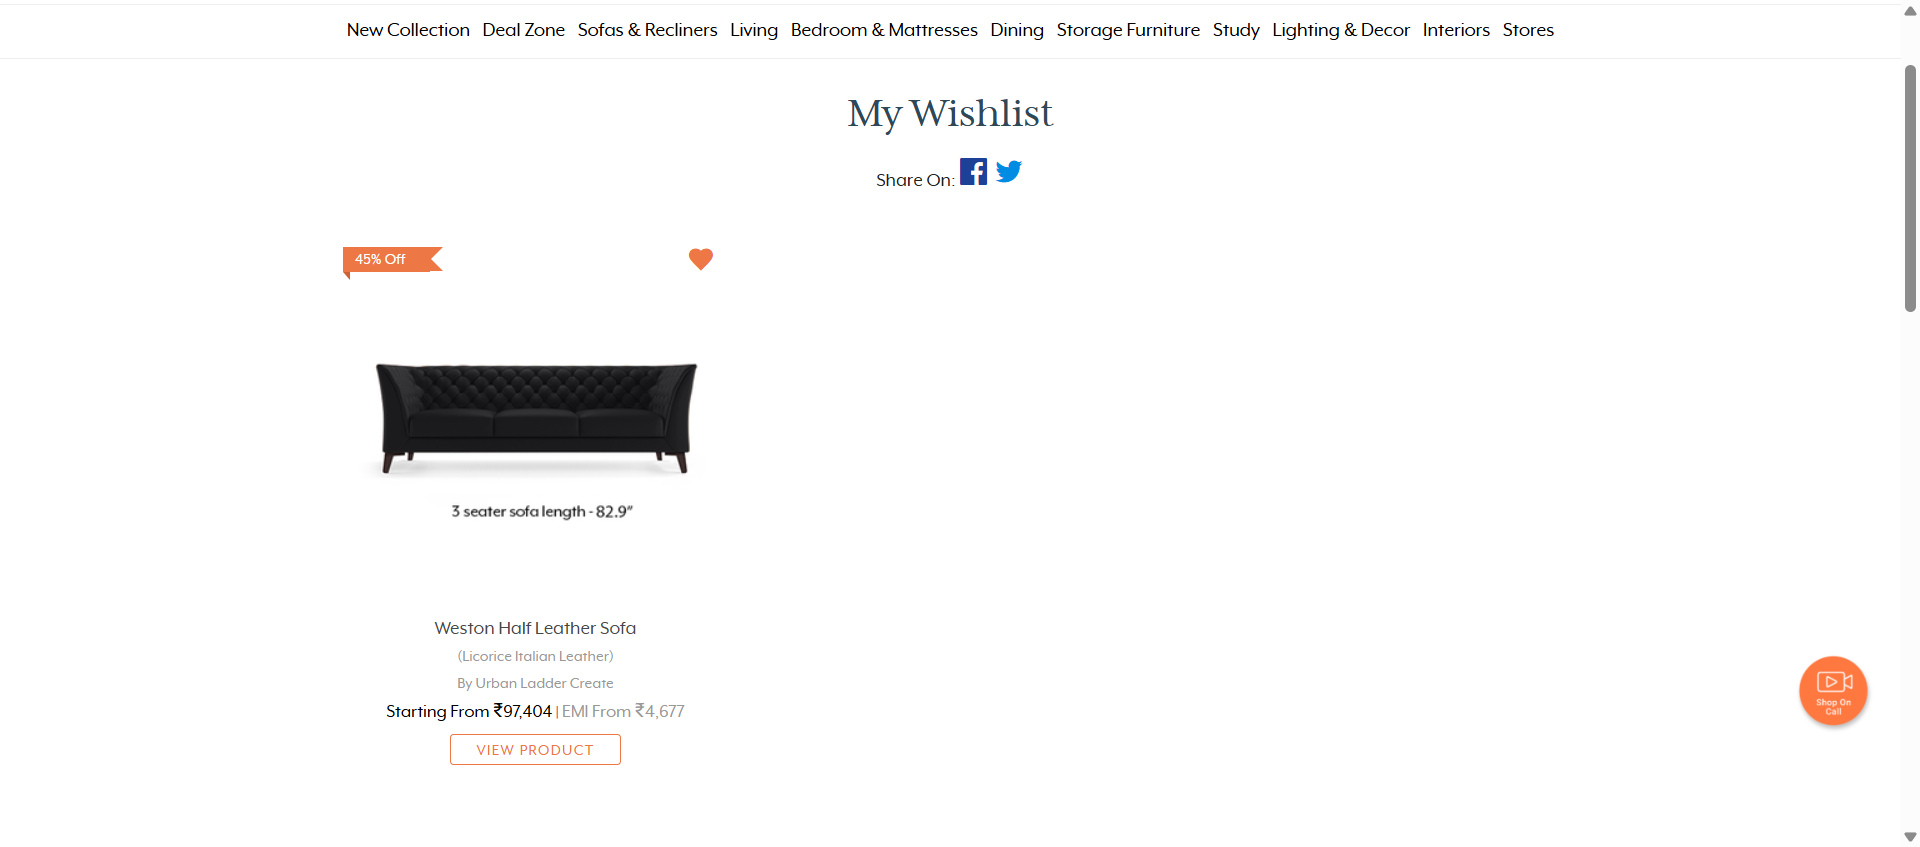 New Collection Deal Zone Sofas & Recliners Living Bedroom & Mattresses Dining Storage Furniture Study Lighting & Decor Interiors Stores
My Wishlist
Share On:
45% Off
3 seater sofa length - 82.9"
Weston Half Leather Sofa
(Licorice Italian Leather)
By Urban Ladder Create
Starting From ₹97,404 | EMI From ₹4,677
VIEW PRODUCT
Shop On
Call